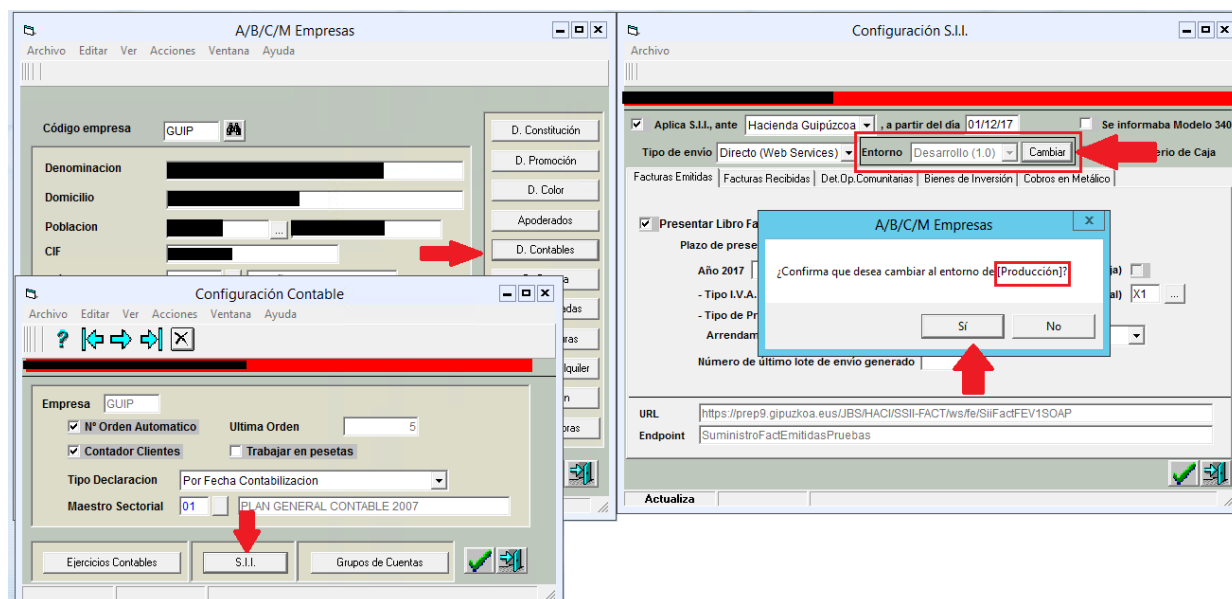 A/B/C/M Empresas
Archivo Editar Ver Acciones Ventana Ayuda
Código empresa GUIP
Denominacion
Domicilio
Poblacion ...
CIF
D. Constitución
D. Promoción
D. Color
Apoderados
D. Contables
Configuración Contable
Archivo Editar Ver Acciones Ventana Ayuda
?
Empresa GUIP
Nº Orden Automatico Ultima Orden 5
Contador Clientes Trabajar en pesetas
Tipo Declaracion Por Fecha Contabilizacion
Maestro Sectorial 01 PLAN GENERAL CONTABLE 2007
Ejercicios Contables S.I.I. Grupos de Cuentas
Configuración S.I.I.
Archivo
Aplica S.I.I., ante Hacienda Guipúzcoa , a partir del día 01/12/17 Se informaba Modelo 340
Tipo de envío Directo (Web Services) Entorno Desarrollo (1.0) Cambiar erio de Caja
Facturas Emitidas Facturas Recibidas Det.Op.Comunitarias Bienes de Inversión Cobros en Metálico
Presentar Libro Fa
Plazo de prese
Año 2017 ja)
- Tipo I.V.A. al) X1 ...
- Tipo de Pr
Arrendam
Número de último lote de envío generado
A/B/C/M Empresas
X
¿Confirma que desea cambiar al entorno de [Producción]?
Sí No
URL https://prep9.gipuzkoa.eus/JBS/HACI/SSII-FACT/ws/fe/SiiFactFEV1SOAP
Endpoint SuministroFactEmitidasPruebas
Actualiza